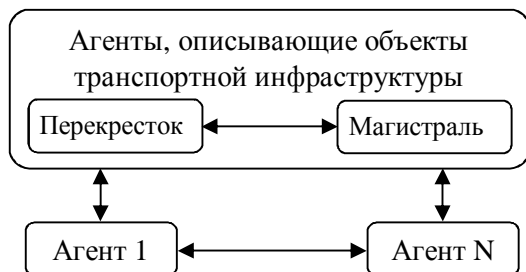 Агенты, описывающие объекты
транспортной инфраструктуры
Перекресток Магистраль
Агент 1 Агент N